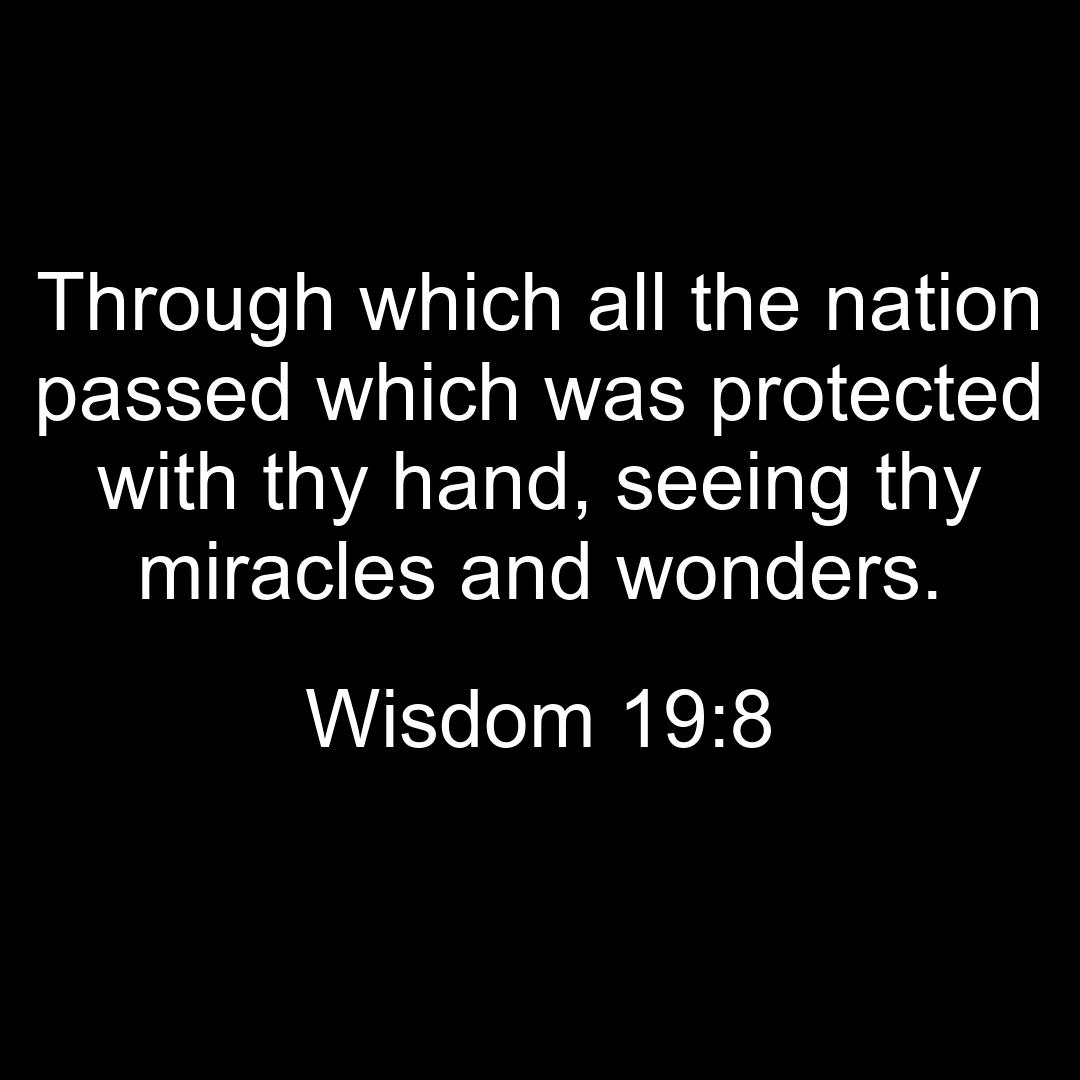 Through which all the nation
passed which was protected
with thy hand, seeing thy
miracles and wonders.
Wisdom 19:8